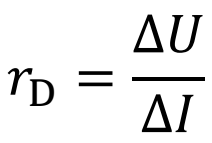 r_D = ΔU / ΔI